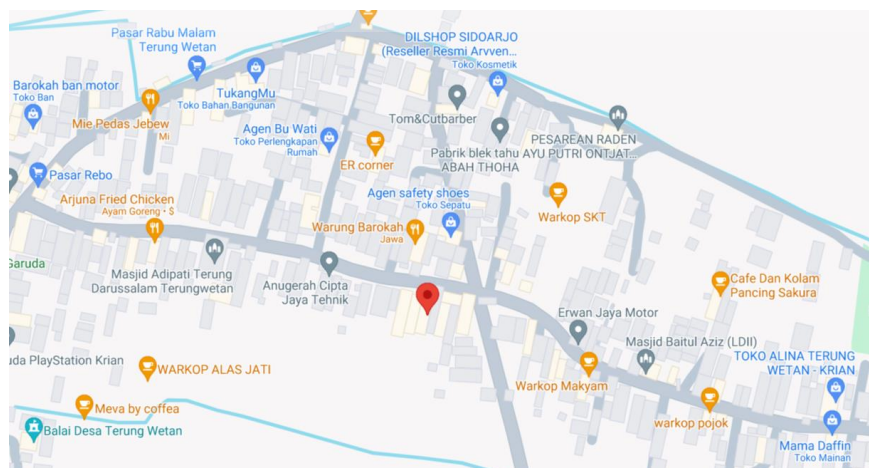 Pasar Rabu Malam
Terung Wetan
DILSHOP SIDOARJO
(Reseller Resmi Arvven...
Toko Kosmetik
Barokah ban motor
Toko Ban
TukangMu
Toko Bahan Bangunan
Mie Pedas Jebew
Mi
Tom&Cutbarber
Agen Bu Wati
Toko Perlengkapan
Rumah
ER corner
Pabrik blek tahu
ABAH THOHA
PESAREAN RADEN
AYU PUTRI ONTJAT...
Pasar Rebo
Arjuna Fried Chicken
Ayam Goreng • $
Agen safety shoes
Toko Sepatu
Warkop SKT
Warung Barokah
Jawa
Garuda
Masjid Adipati Terung
Darussalam Terungwetan
Anugerah Cipta
Jaya Tehnik
Cafe Dan Kolam
Pancing Sakura
Erwan Jaya Motor
Masjid Baitul Aziz (LDII)
uda PlayStation Krian
WARKOP ALAS JATI
Warkop Makyam
TOKO ALINA TERUNG
WETAN - KRIAN
Meva by coffea
warkop pojok
Balai Desa Terung Wetan
Mama Daffin
Toko Mainan